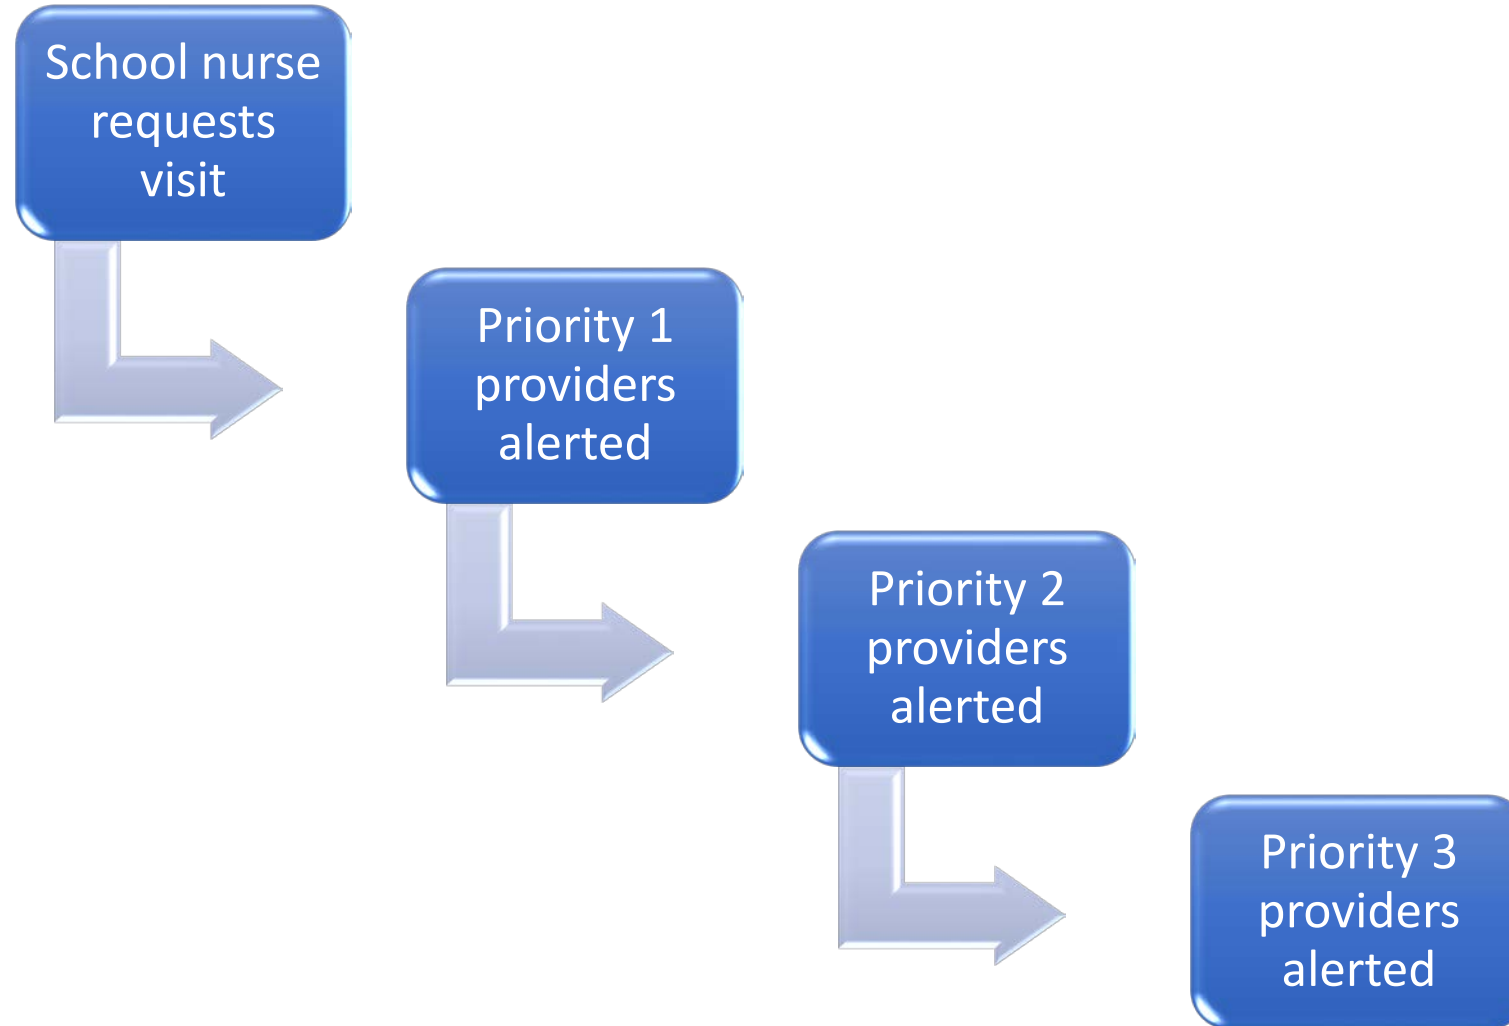 School nurse
requests
visit
Priority 1
providers
alerted
Priority 2
providers
alerted
Priority 3
providers
alerted